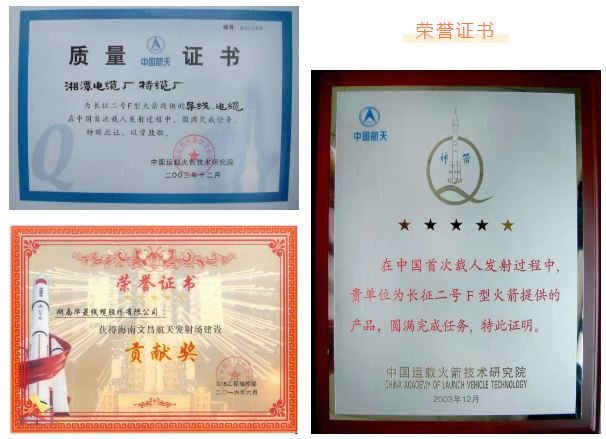 荣誉证书
编号:
质量
中国航天
证书
湘潭电缆厂特缆厂
为长征二号F型火箭提供的导线、电缆
在中国首次载人发射过程中,圆满完成任务。
特颁此证,以资鼓励。
中国运载火箭技术研究院
二〇〇三年十二月
荣誉证书
湖南华菱线缆股份有限公司:
获得海南文昌航天发射场建设
贡献奖
078工程指挥部
二〇一六年六月
中国航天
神箭
在中国首次载人发射过程中,
贵单位为长征二号F型火箭提供的
产品,圆满完成任务,特此证明。
中国运载火箭技术研究院
CHINA ACADEMY OF LAUNCH VEHICLE TECHNOLOGY
2003年12月